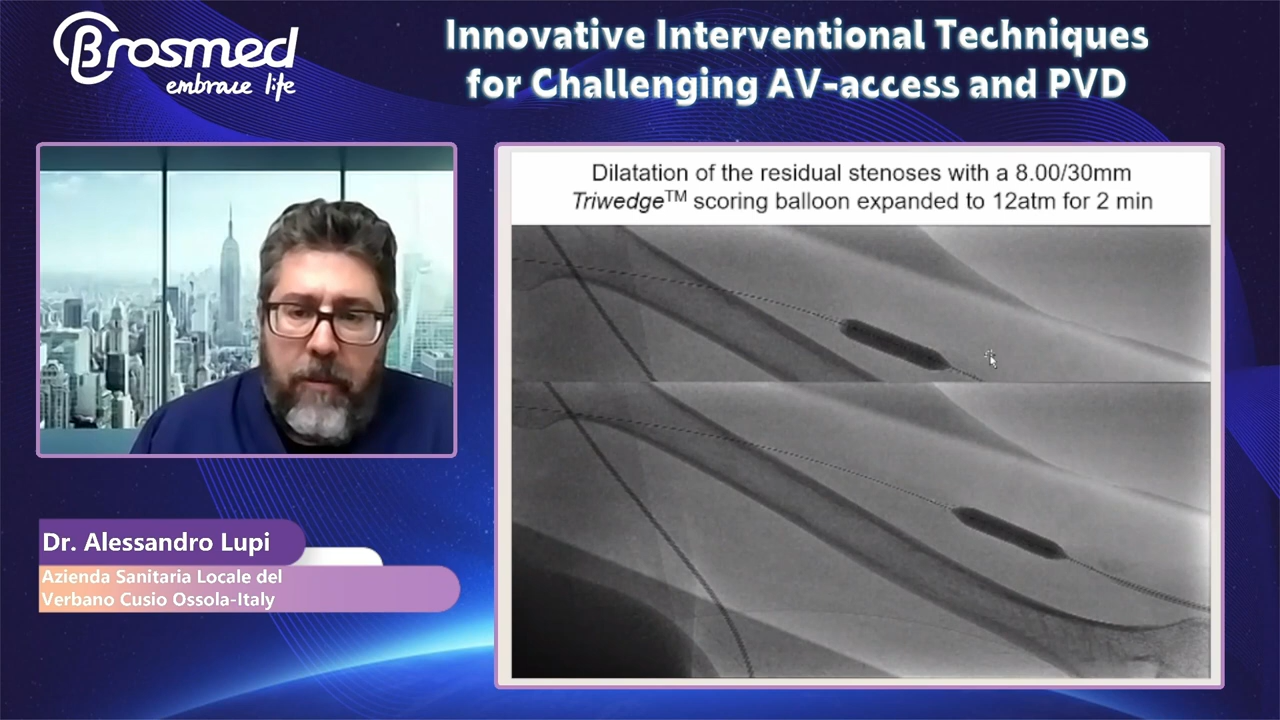 Brosmed
embrace life
Innovative Interventional Techniques
for Challenging AV-access and PVD
Dilatation of the residual stenoses with a 8.00/30mm
Triwedge™ scoring balloon expanded to 12atm for 2 min
Dr. Alessandro Lupi
Azienda Sanitaria Locale del
Verbano Cusio Ossola-Italy